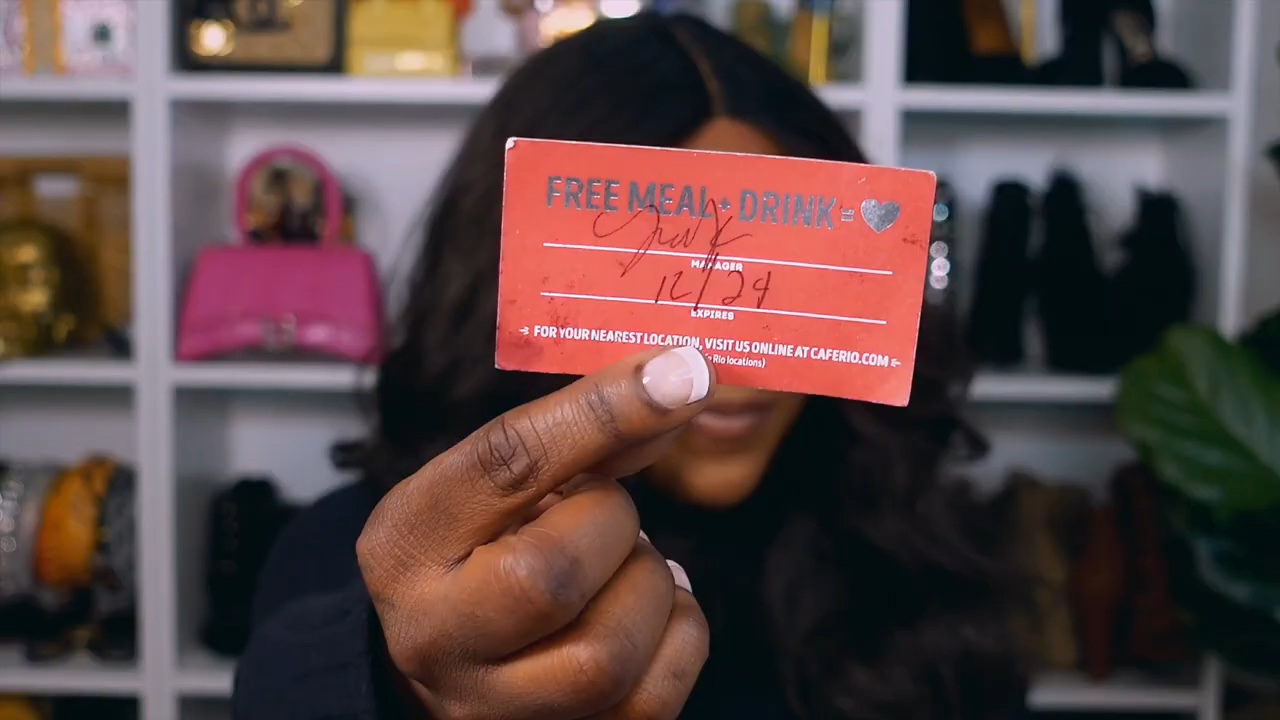 FREE MEAL + DRINK =
MANAGER
12/24
EXPIRES
FOR YOUR NEAREST LOCATION, VISIT US ONLINE AT CAFERIO.COM
Rio locations)